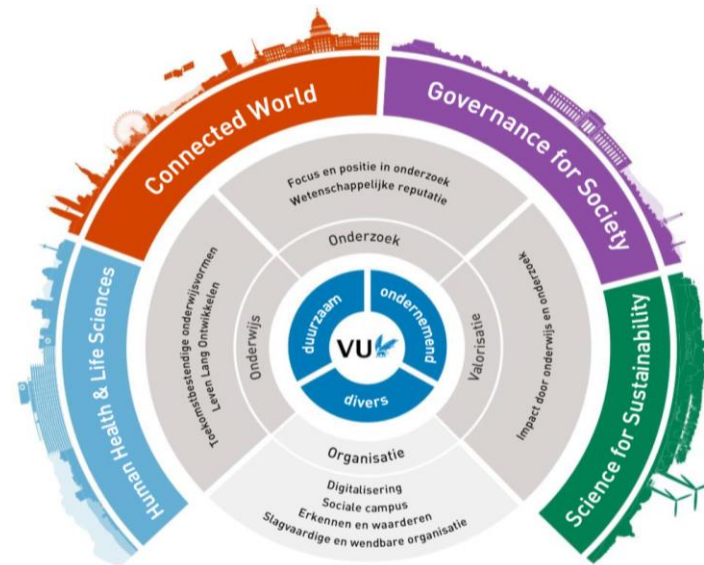 Connected World
Governance for Society
Human Health & Life Sciences
Science for Sustainability
Focus en positie in onderzoek
Wetenschappelijke reputatie
Onderzoek
Toekomstbestendige onderwijsvormen
Leven Lang Ontwikkelen
Onderwijs
Valorisatie
Impact door onderwijs en onderzoek
duurzaam
ondernemend
VU
divers
Organisatie
Digitalisering
Sociale campus
Erkennen en waarderen
Slagvaardige en wendbare organisatie